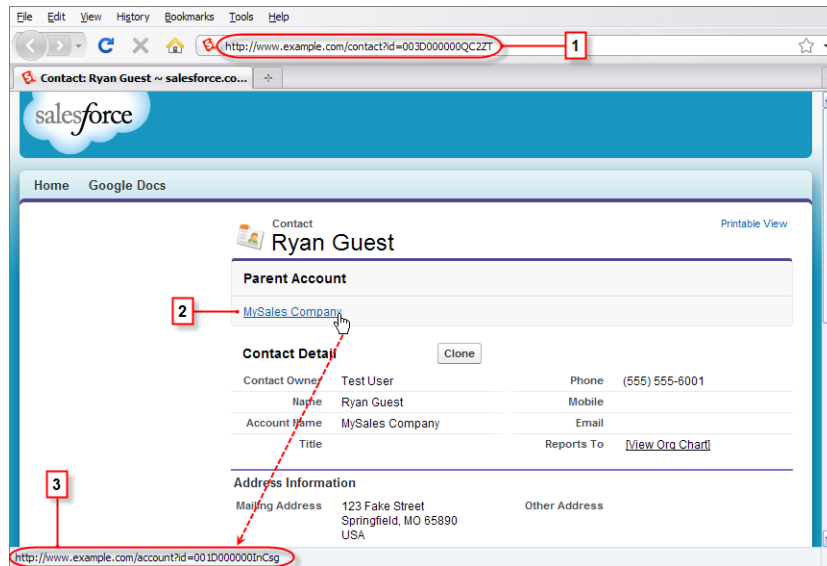 File Edit View History Bookmarks Tools Help
http://www.example.com/contact?id=003D000000QC2ZT
1
Contact: Ryan Guest ~ salesforce.co...
salesforce
Home Google Docs
Contact
Ryan Guest
Printable View
Parent Account
2
MySales Company
Contact Detail
Clone
Contact Owner Test User Phone (555) 555-6001
Name Ryan Guest Mobile
Account Name MySales Company Email
Title Reports To [View Org Chart]
3
Address Information
Mailing Address 123 Fake Street Other Address
Springfield, MO 65890
USA
http://www.example.com/account?id=001D000000InCsg